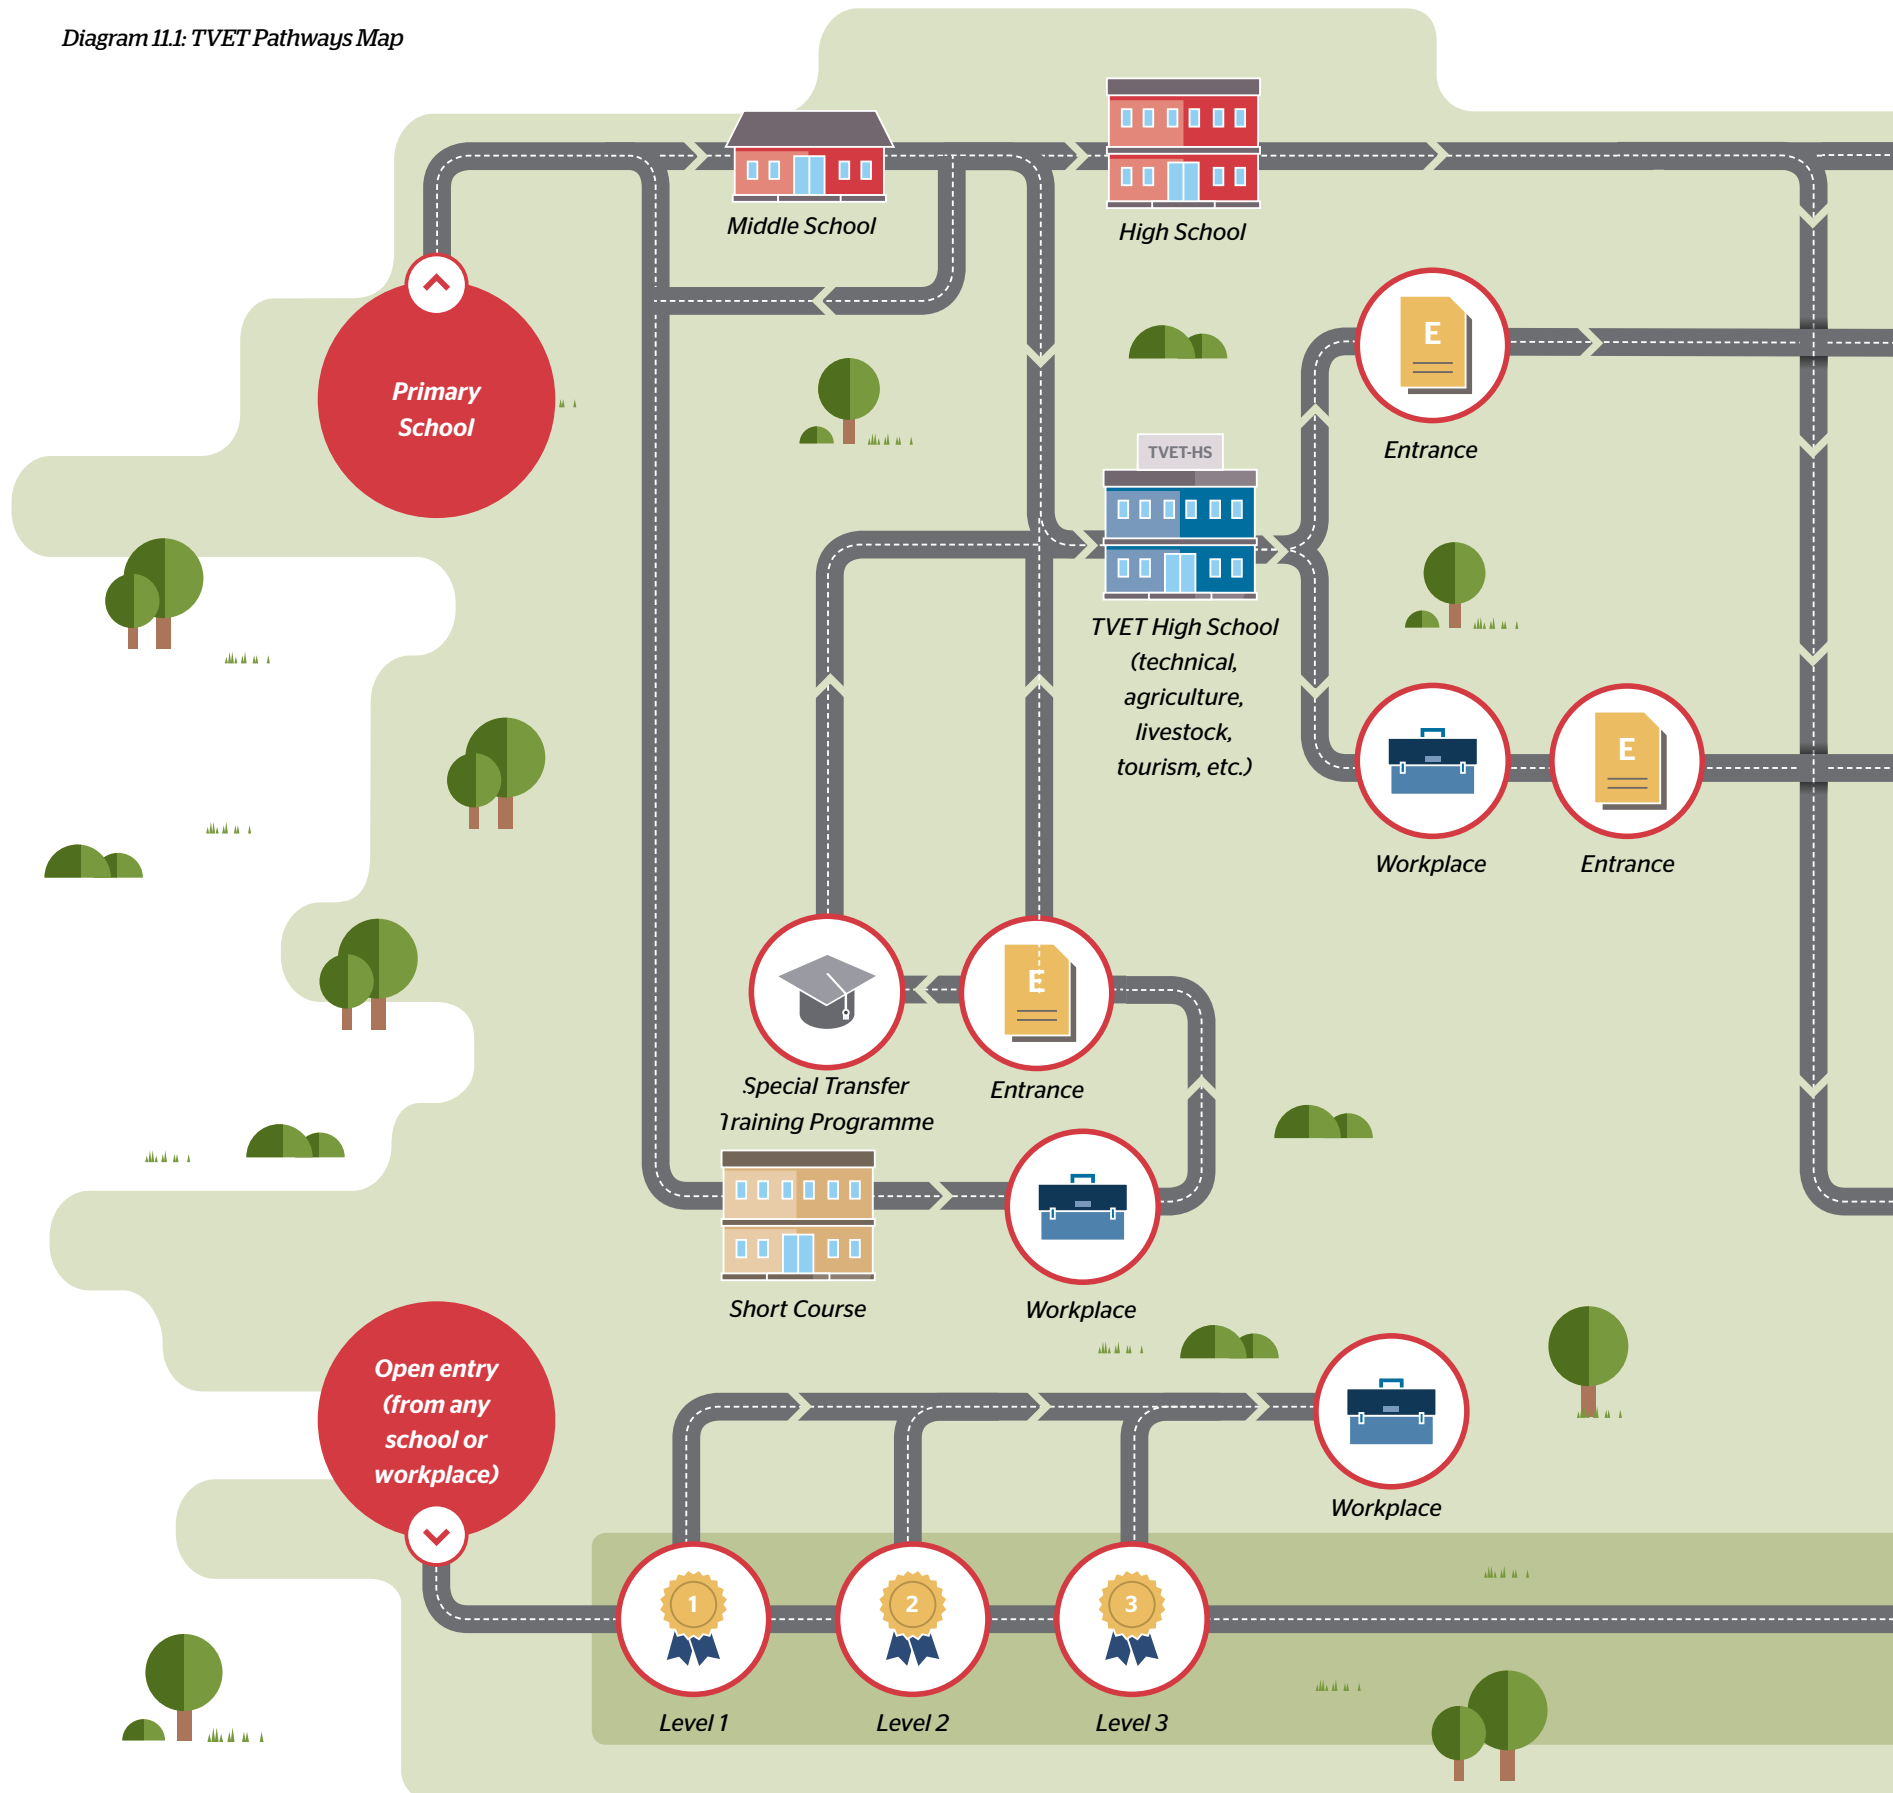 Diagram 11.1: TVET Pathways Map
Middle School
High School
Primary
School
E
Entrance
TVET-HS
TVET High School
(technical,
agriculture,
livestock,
tourism, etc.)
E
Workplace
Entrance
E
Special Transfer
Training Programme
Entrance
Short Course
Workplace
Open entry
(from any
school or
workplace)
Workplace
1
2
3
Level 1
Level 2
Level 3